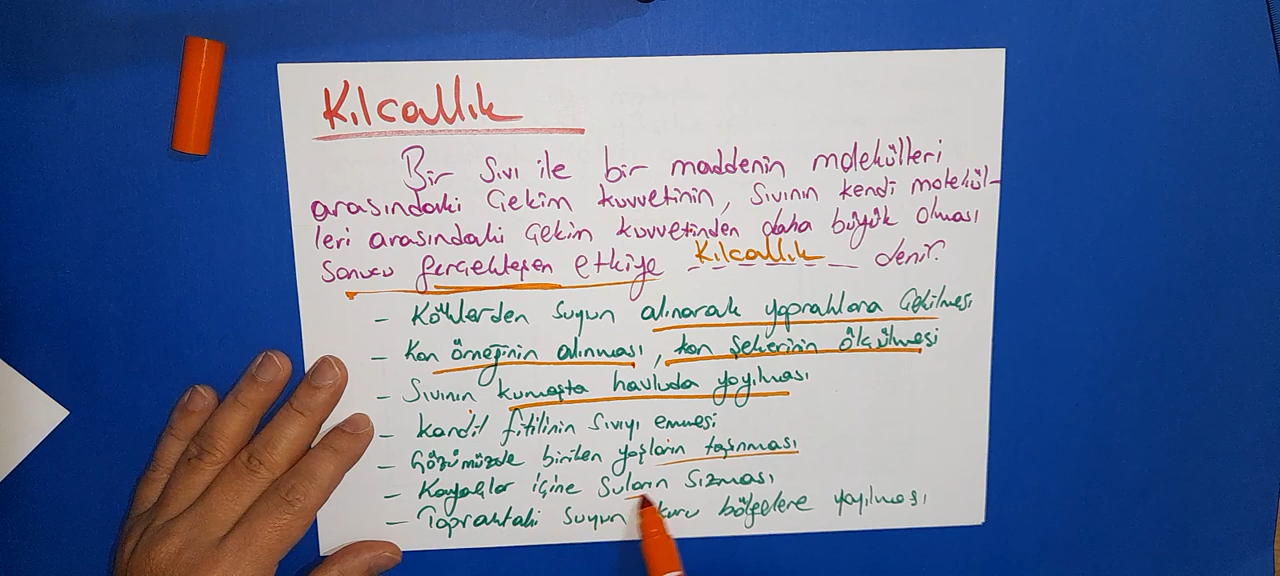 Kılcallık
Bir sıvı ile bir maddenin molekülleri
arasındaki çekim kuvvetinin, sıvının kendi molekül-
leri arasındaki çekim kuvvetinden daha büyük olması
sonucu gerçekleşen etkiye Kılcallık denir.
- Köklerden suyun alınarak yapraklara çekilmesi
- Kan örneğinin alınması, kan şekerinin ölçülmesi
- Sıvının kumaşta havluda yayılması
- Kandil fitilinin sıvıyı emmesi
- Gözümüzde biriken yaşların taşınması
- Kayaçlar içine suların sızması
- Topraktaki suyun kuru bölgelere yayılması